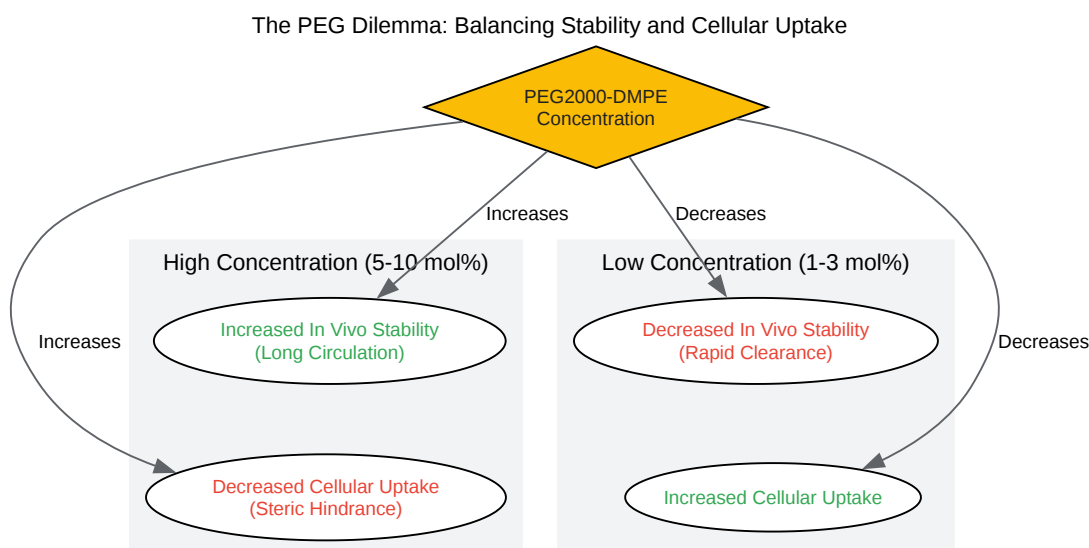 The PEG Dilemma: Balancing Stability and Cellular Uptake
PEG2000-DMPE
Concentration
Increases
Decreases
High Concentration (5-10 mol%)
Low Concentration (1-3 mol%)
Increased In Vivo Stability
(Long Circulation)
Decreased In Vivo Stability
(Rapid Clearance)
Increases
Decreases
Decreased Cellular Uptake
(Steric Hindrance)
Increased Cellular Uptake